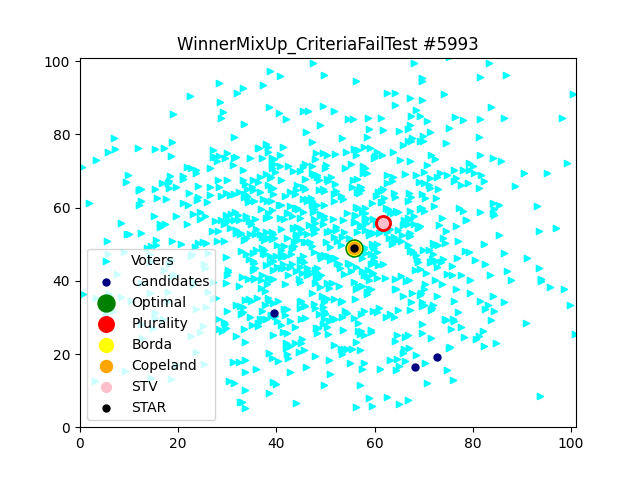 WinnerMixUp_CriteriaFailTest #5993
100
80
60
40
20
0
Voters
Candidates
Optimal
Plurality
Borda
Copeland
STV
STAR
0 20 40 60 80 100